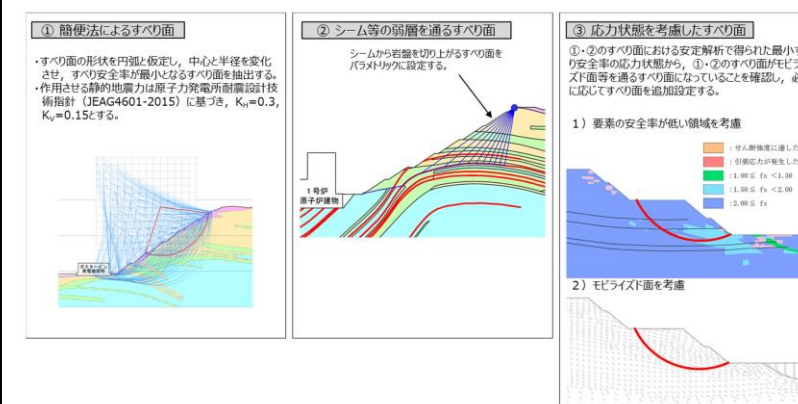 ① 簡便法によるすべり面
・すべり面の形状を円弧と仮定し，中心と半径を変化
させ，すべり安全率が最小となるすべり面を抽出する。
・作用させる静的地震力は原子力発電所耐震設計技
術指針（JEAG4601-2015）に基づき，KH=0.3,
KV=0.15とする。
② シーム等の弱層を通るすべり面
シームから岩盤を切り上がるすべり面を
パラメトリックに設定する。
1号炉
原子炉建物
③ 応力状態を考慮したすべり面
①・②のすべり面における安定解析で得られた最小す
り安全率の応力状態から，①・②のすべり面がモビラ
ズド面等を通るすべり面になっていることを確認し，必
に応じてすべり面を追加設定する。
1）要素の安全率が低い領域を考慮
：せん断強度に達した
：引張応力が発生した
：1.00≦ fs ＜1.50
：1.50≦ fs ＜2.00
：2.00≦ fs
2）モビライズド面を考慮